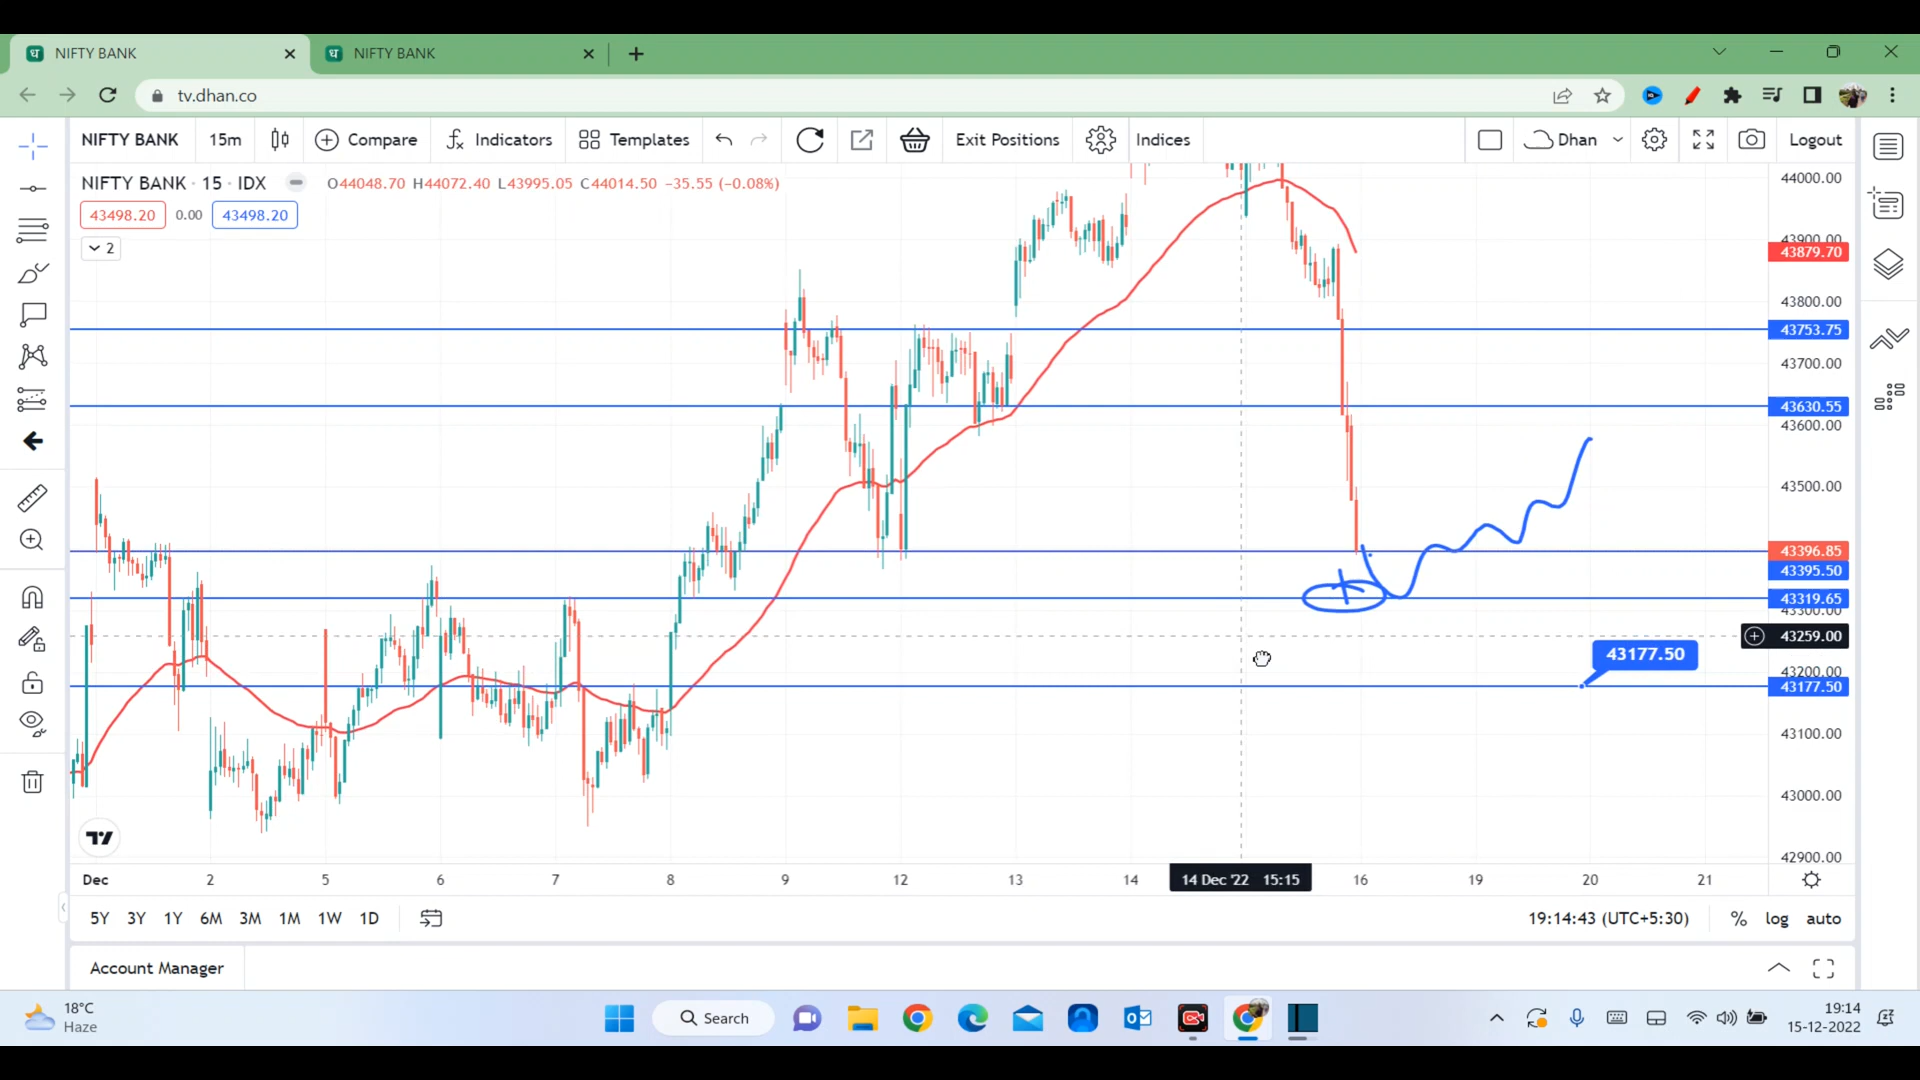 NIFTY BANK
NIFTY BANK
tv.dhan.co
NIFTY BANK 15m Compare Indicators Templates Exit Positions Indices Dhan Logout
NIFTY BANK · 15 · IDX O44048.70 H44072.40 L43995.05 C44014.50 −35.55 (−0.08%)
43498.20 0.00 43498.20
2
44000.00
43900.00
43879.70
43800.00
43753.75
43700.00
43630.55
43600.00
43500.00
43396.85
43395.50
43319.65
43300.00
43259.00
43177.50
43200.00
43177.50
43100.00
43000.00
42900.00
Dec 2 5 6 7 8 9 12 13 14 14 Dec '22 15:15 16 19 20 21
5Y 3Y 1Y 6M 3M 1M 1W 1D 19:14:43 (UTC+5:30) % log auto
Account Manager
18°C
Haze
Search
19:14
15-12-2022